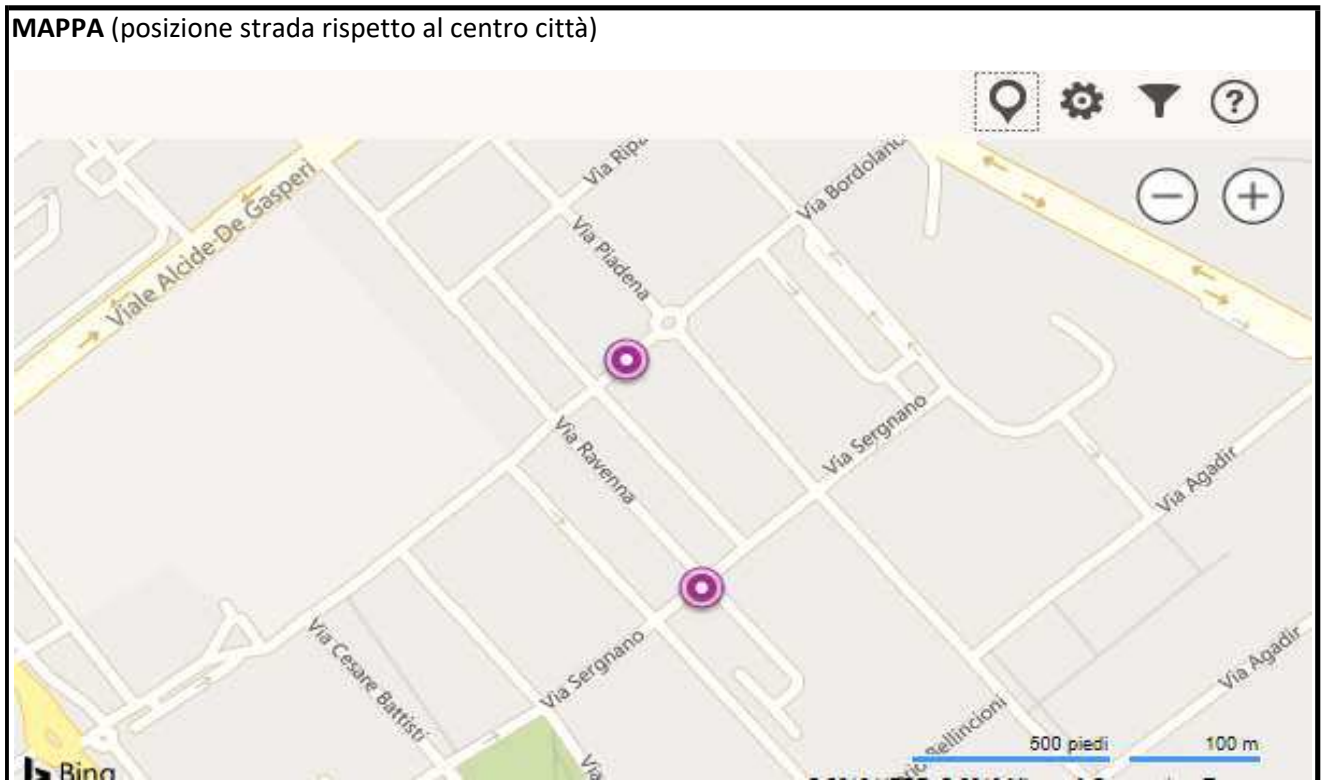 MAPPA (posizione strada rispetto al centro città)
?
Via Bordolano
Viale Alcide De Gasperi
Via Piadena
Via Ravenna
Via Sergnano
Via Agadir
Via Cesare Battisti
Via Sergnano
Via Agadir
Bellincioni
500 piedi
100 m
Via
Bing